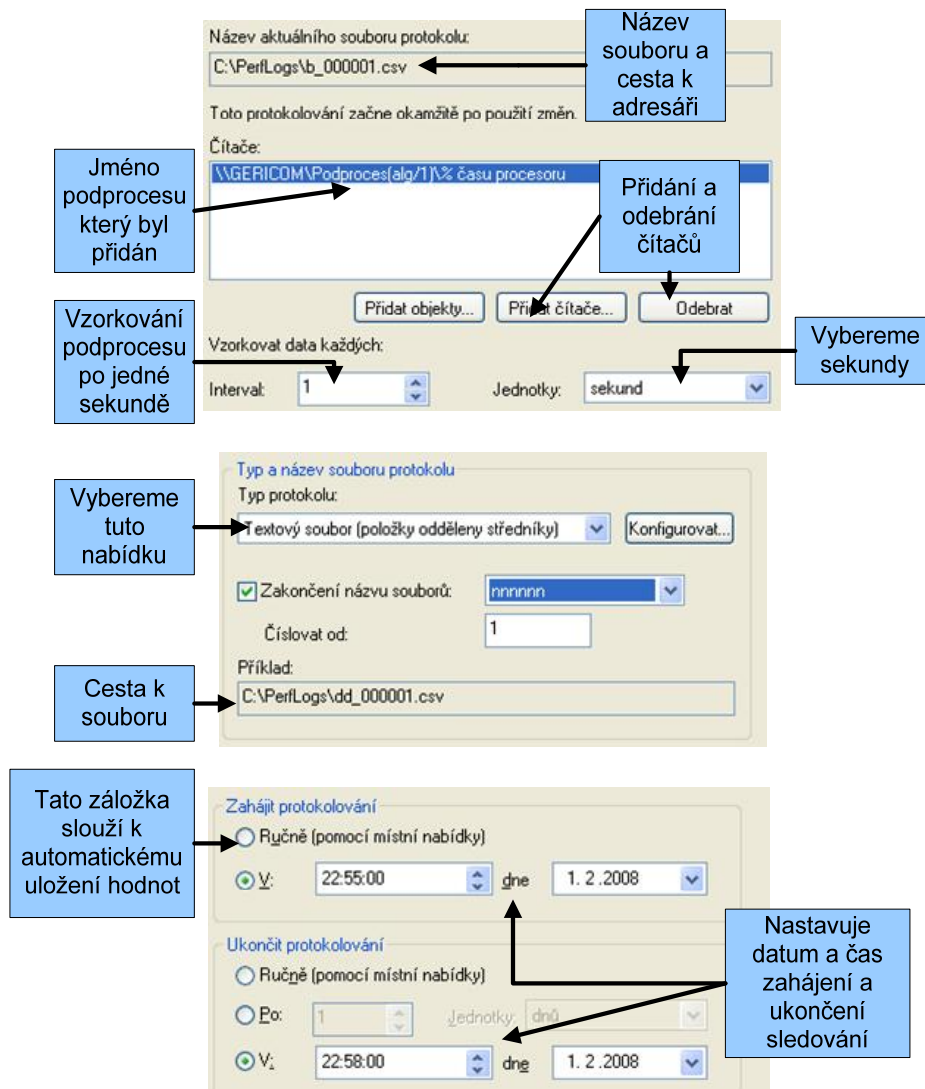 Název aktuálního souboru protokolu:
C:\PerfLogs\b_000001.csv
Název
souboru a
cesta k
adresáři
Toto protokolování začne okamžitě po použití změn.
Čítače:
\\GERICOM\Podproces(alg/1)\% času procesoru
Jméno
podprocesu
který byl
přidán
Přidání a
odebrání
čítačů
Přidat objekty...
Přidat čítače...
Odebrat
Vzorkování
podprocesu
po jedné
sekundě
Vzorkovat data každých:
Interval:
1
Jednotky:
sekund
Vybereme
sekundy
Typ a název souboru protokolu
Typ protokolu:
Textový soubor (položky odděleny středníky)
Konfigurovat...
Vybereme
tuto
nabídku
Zakončení názvu souborů:
nnnnnn
Číslovat od:
1
Příklad:
C:\PerfLogs\dd_000001.csv
Cesta k
souboru
Tato záložka
slouží k
automatickému
uložení hodnot
Zahájit protokolování
Ručně (pomocí místní nabídky)
V:
22:55:00
dne
1. 2 .2008
Nastavuje
datum a čas
zahájení a
ukončení
sledování
Ukončit protokolování
Ručně (pomocí místní nabídky)
Po:
1
Jednotky:
dnů
V:
22:58:00
dne
1. 2 .2008